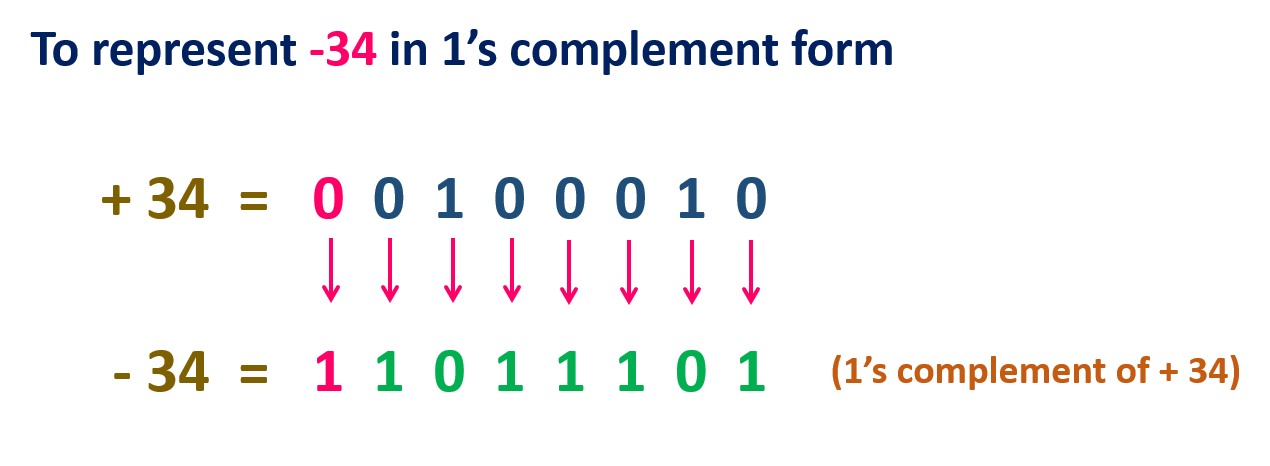 To represent -34 in 1’s complement form
+ 34 = 0 0 1 0 0 0 1 0
- 34 = 1 1 0 1 1 1 0 1 (1’s complement of + 34)